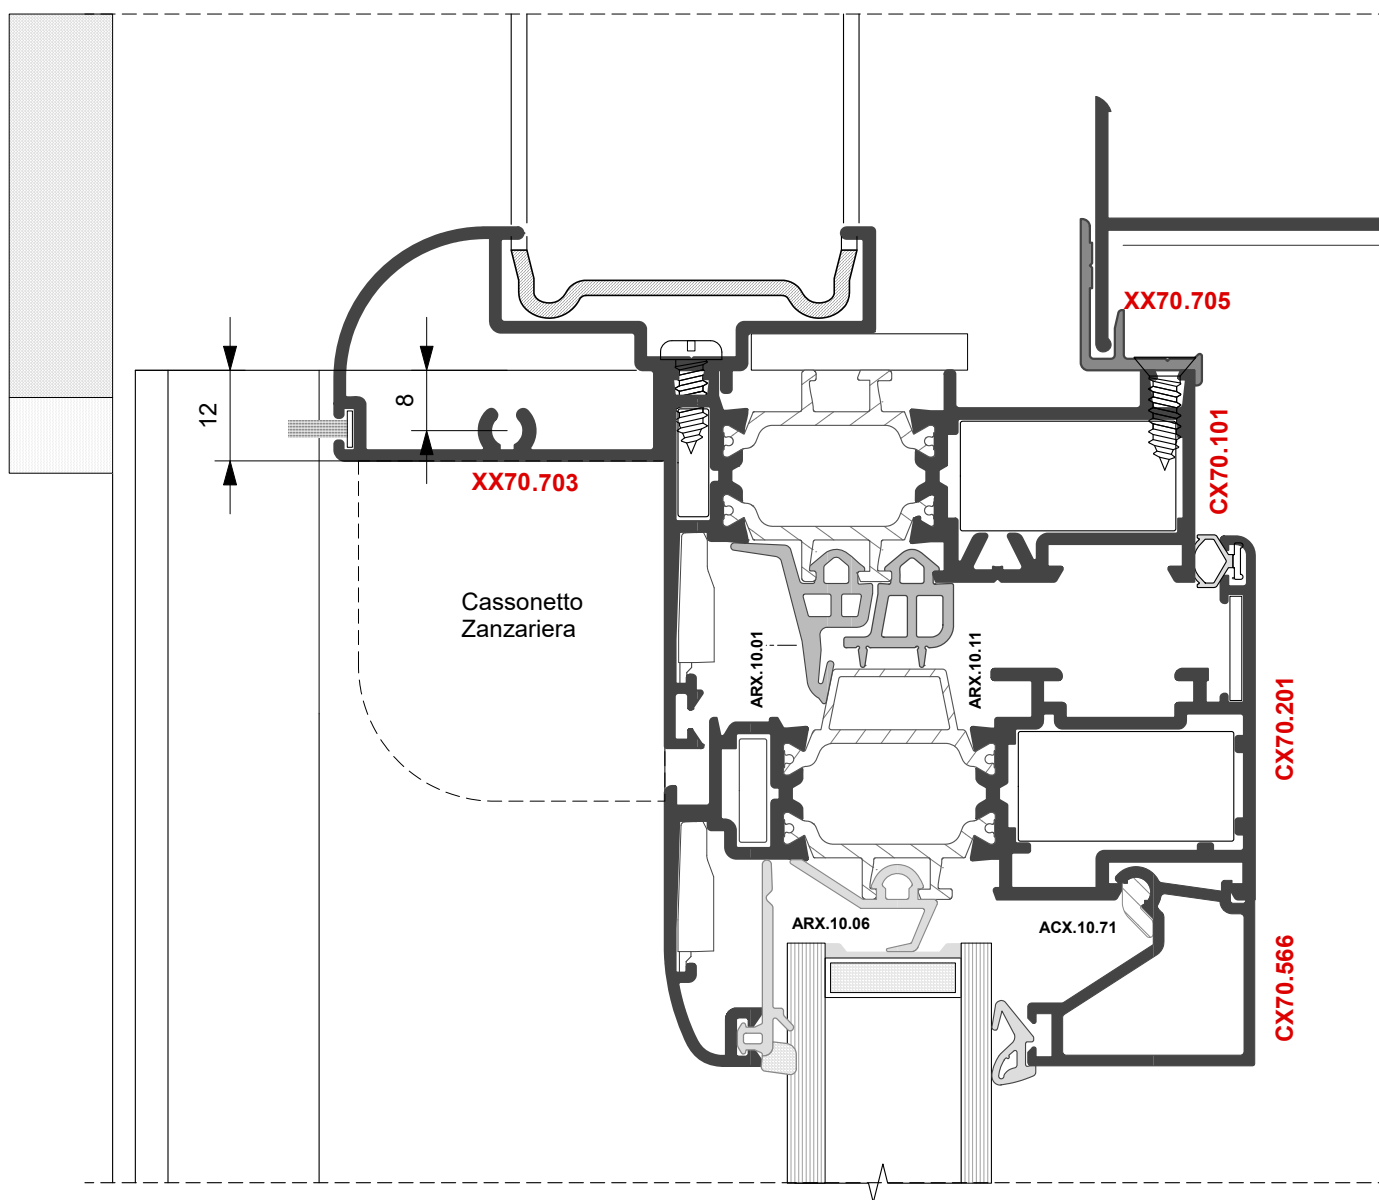 XX70.705
12
8
CX70.101
XX70.703
Cassonetto
Zanzariera
ARX.10.01
ARX.10.11
CX70.201
ARX.10.06
ACX.10.71
CX70.566